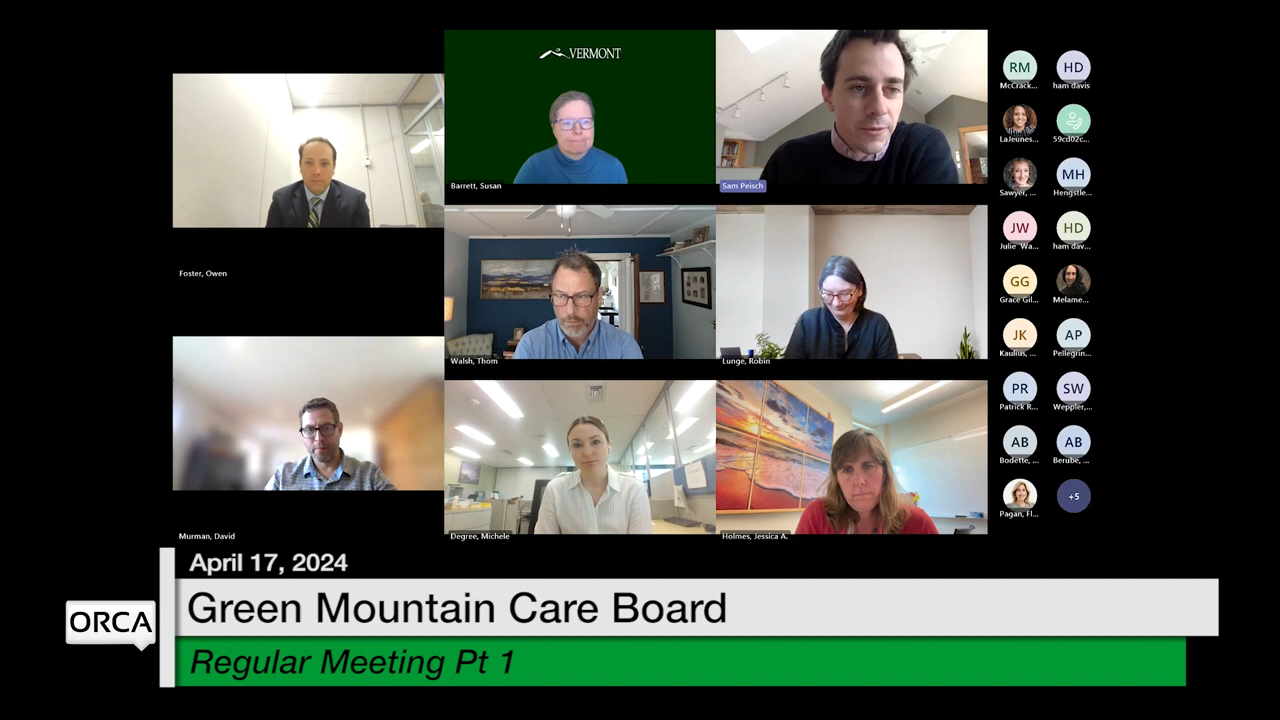 VERMONT
Barrett, Susan
Sam Peisch
Foster, Owen
Walsh, Thom
Lunge, Robin
Murman, David
Degree, Michele
Holmes, Jessica A.
RM
HD
McCrack...
ham davis
LaJeunes...
59cd02c...
Sawyer, ...
MH
Hengstle...
JW
HD
Julie Wa...
ham dav...
GG
Grace Gil...
Melame...
JK
AP
Kaulius, ...
Pellegrin...
PR
SW
Patrick R...
Weppler,...
AB
AB
Bodette, ...
Berube, ...
+5
Pagan, Fl...
April 17, 2024
ORCA
Green Mountain Care Board
Regular Meeting Pt 1